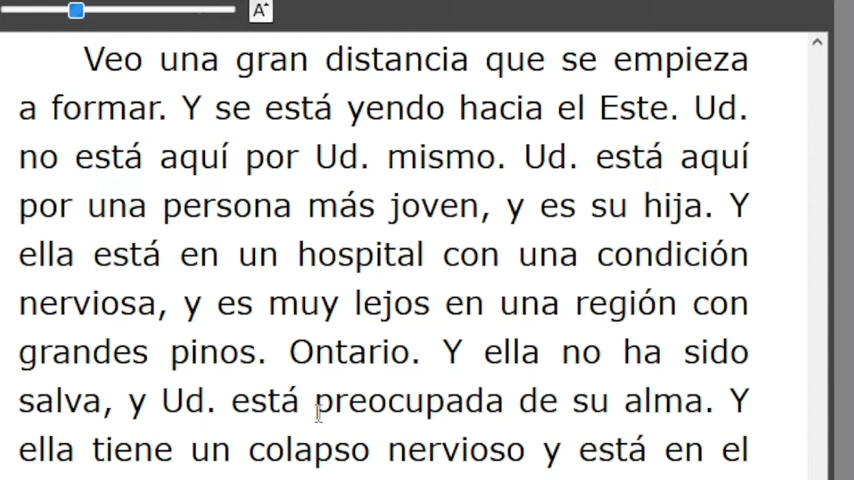 A
Veo una gran distancia que se empieza
a formar. Y se está yendo hacia el Este. Ud.
no está aquí por Ud. mismo. Ud. está aquí
por una persona más joven, y es su hija. Y
ella está en un hospital con una condición
nerviosa, y es muy lejos en una región con
grandes pinos. Ontario. Y ella no ha sido
salva, y Ud. está preocupada de su alma. Y
ella tiene un colapso nervioso y está en el